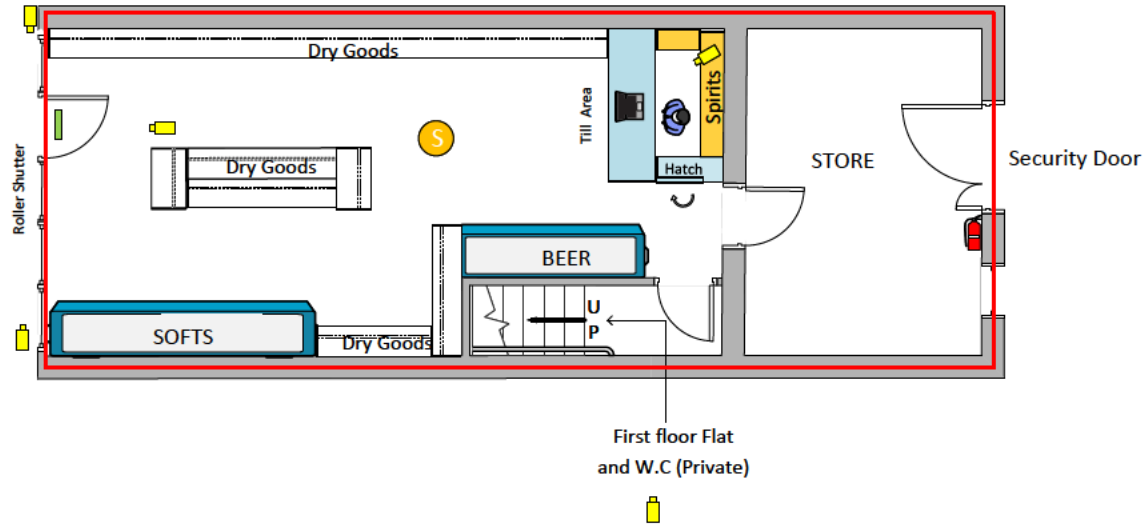 Dry Goods
Roller Shutter
S
Till Area
Spirits
Hatch
STORE
Security Door
Dry Goods
BEER
SOFTS
Dry Goods
U
P
First floor Flat
and W.C (Private)